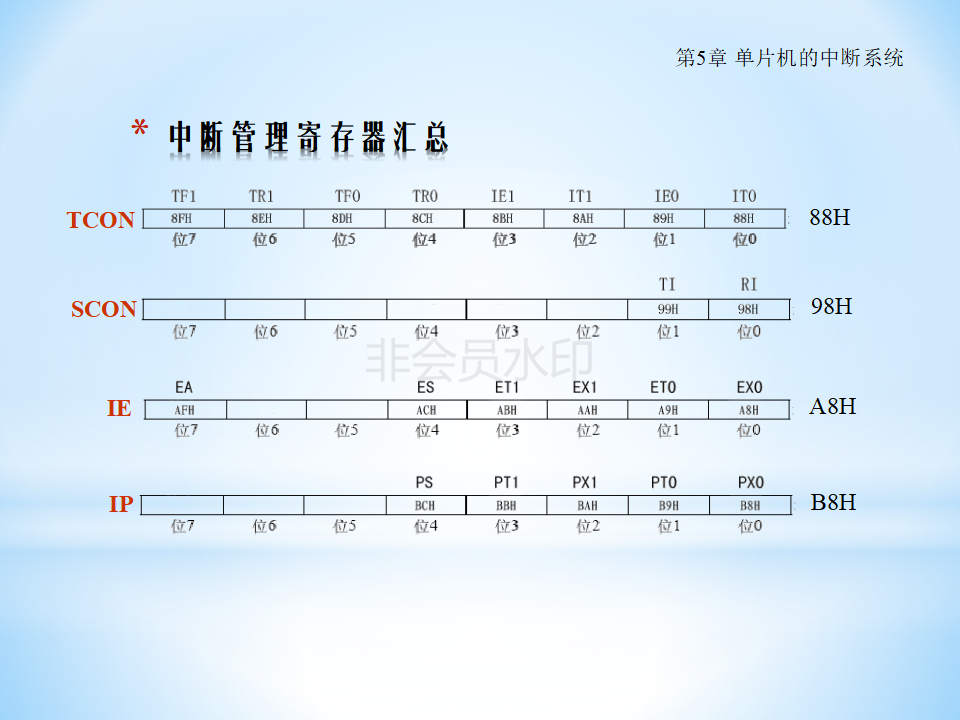 第5章 单片机的中断系统
* 中断管理寄存器汇总
TF1 TR1 TF0 TR0 IE1 IT1 IE0 IT0
TCON 8FH 8EH 8DH 8CH 8BH 8AH 89H 88H 88H
位7 位6 位5 位4 位3 位2 位1 位0
TI RI
SCON 99H 98H 98H
位7 位6 位5 位4 位3 位2 位1 位0
非会员水印
EA ES ET1 EX1 ET0 EX0
IE AFH ACH ABH AAH A9H A8H A8H
位7 位6 位5 位4 位3 位2 位1 位0
PS PT1 PX1 PT0 PX0
IP BCH BBH BAH B9H B8H B8H
位7 位6 位5 位4 位3 位2 位1 位0